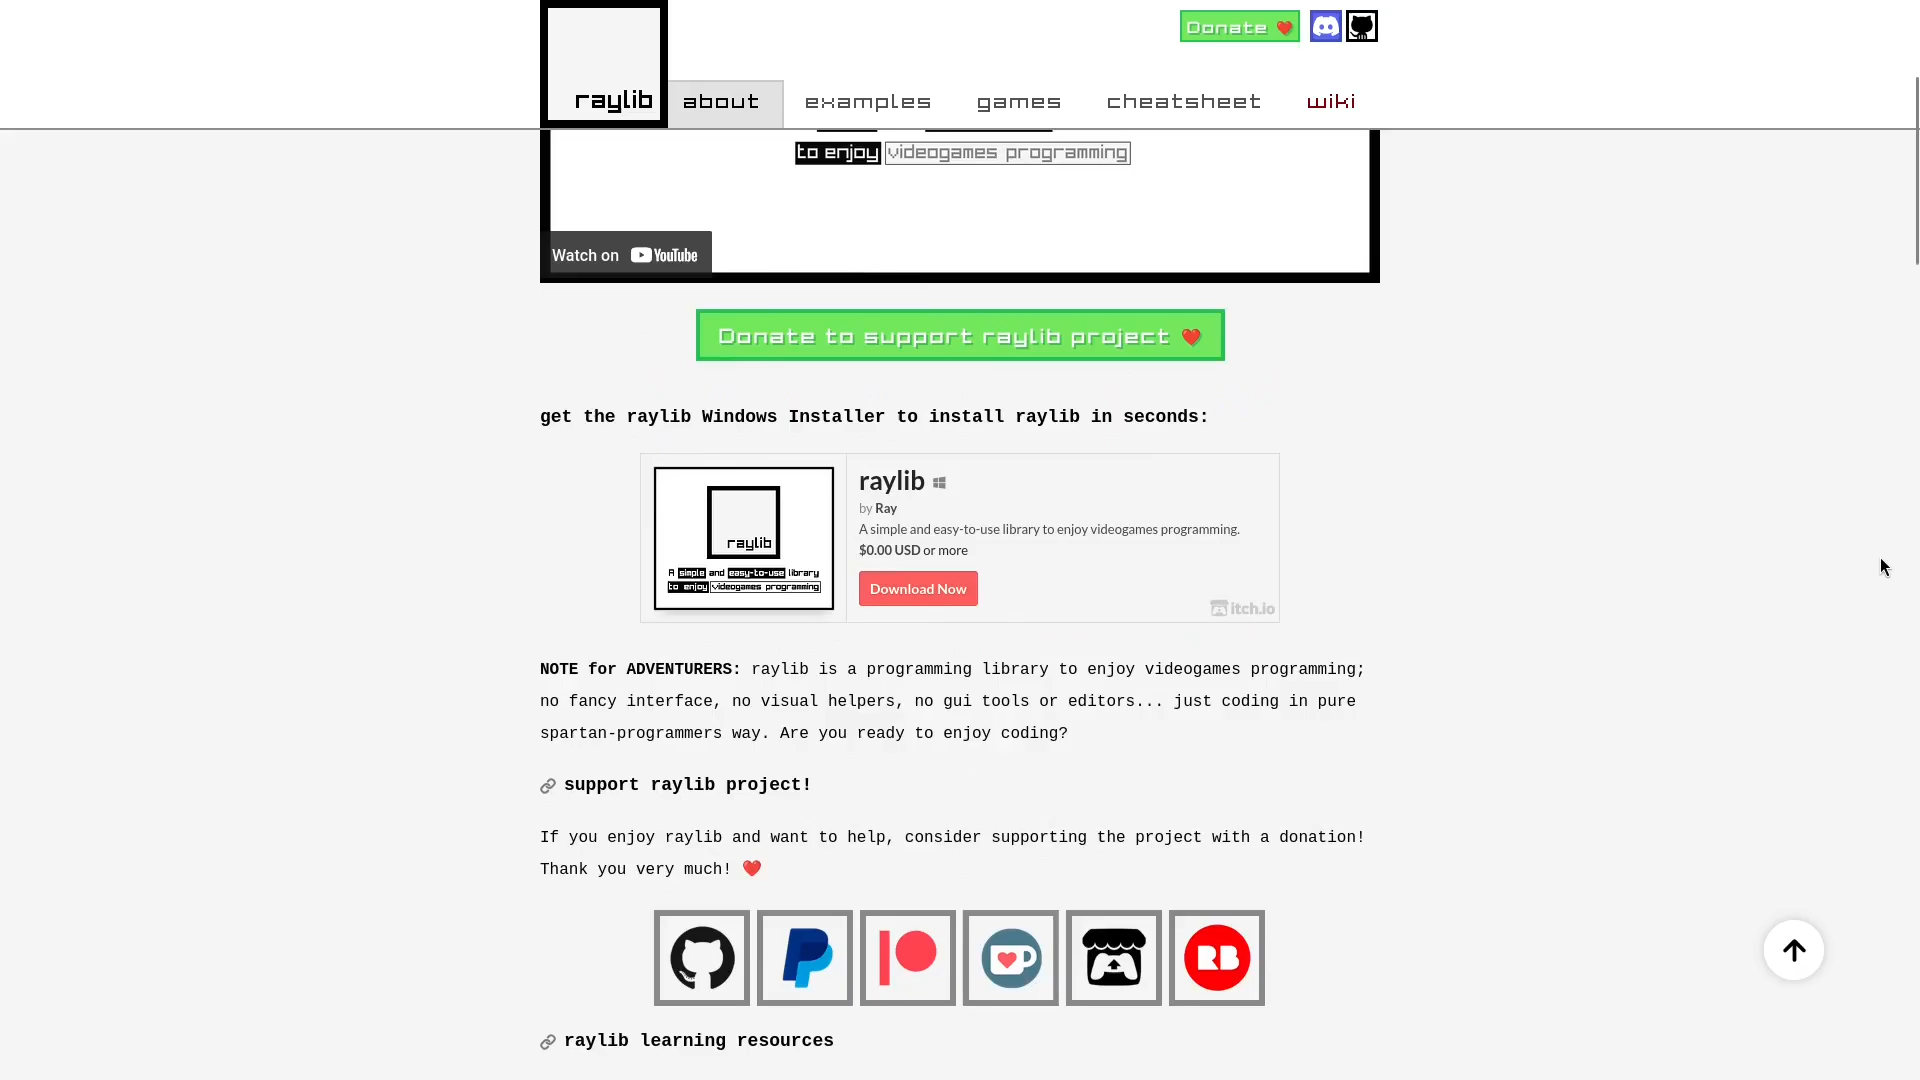 Donate ❤️
raylib
about
examples
games
cheatsheet
wiki
to enjoy videogames programming
Watch on YouTube
Donate to support raylib project ❤️
get the raylib Windows Installer to install raylib in seconds:
raylib
A simple and easy-to-use library
to enjoy videogames programming
raylib
by Ray
A simple and easy-to-use library to enjoy videogames programming.
$0.00 USD or more
Download Now
itch.io
NOTE for ADVENTURERS: raylib is a programming library to enjoy videogames programming;
no fancy interface, no visual helpers, no gui tools or editors... just coding in pure
spartan-programmers way. Are you ready to enjoy coding?
support raylib project!
If you enjoy raylib and want to help, consider supporting the project with a donation!
Thank you very much! ❤️
RB
raylib learning resources